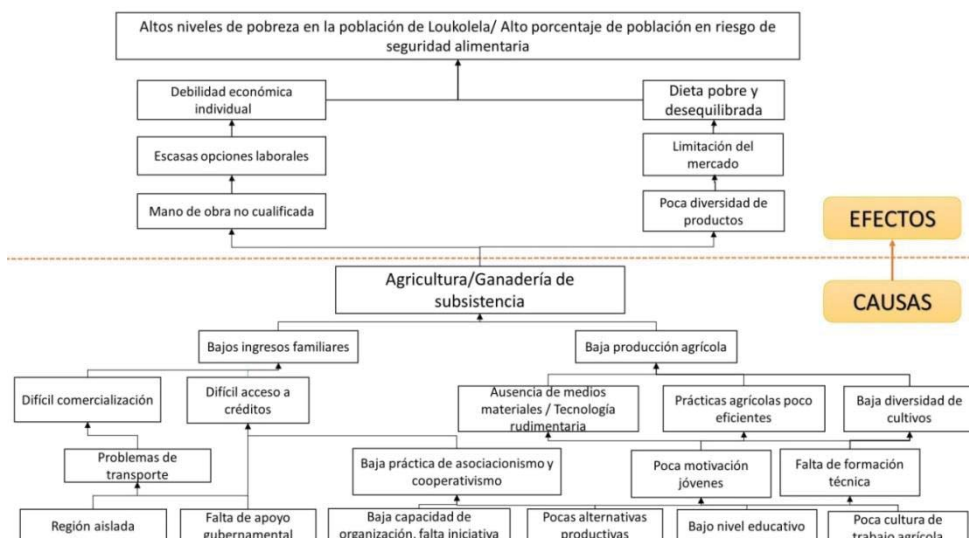 Altos niveles de pobreza en la población de Loukolela/ Alto porcentaje de población en riesgo de
seguridad alimentaria
Debilidad económica
individual
Dieta pobre y
desequilibrada
Escasas opciones laborales
Limitación del
mercado
Mano de obra no cualificada
Poca diversidad de
productos
EFECTOS
Agricultura/Ganadería de
subsistencia
CAUSAS
Bajos ingresos familiares
Baja producción agrícola
Difícil comercialización
Difícil acceso a
créditos
Ausencia de medios
materiales / Tecnología
rudimentaria
Prácticas agrícolas poco
eficientes
Baja diversidad de
cultivos
Problemas de
transporte
Baja práctica de asociacionismo y
cooperativismo
Poca motivación
jóvenes
Falta de formación
técnica
Región aislada
Falta de apoyo
gubernamental
Baja capacidad de
organización, falta iniciativa
Pocas alternativas
productivas
Bajo nivel educativo
Poca cultura de
trabajo agrícola